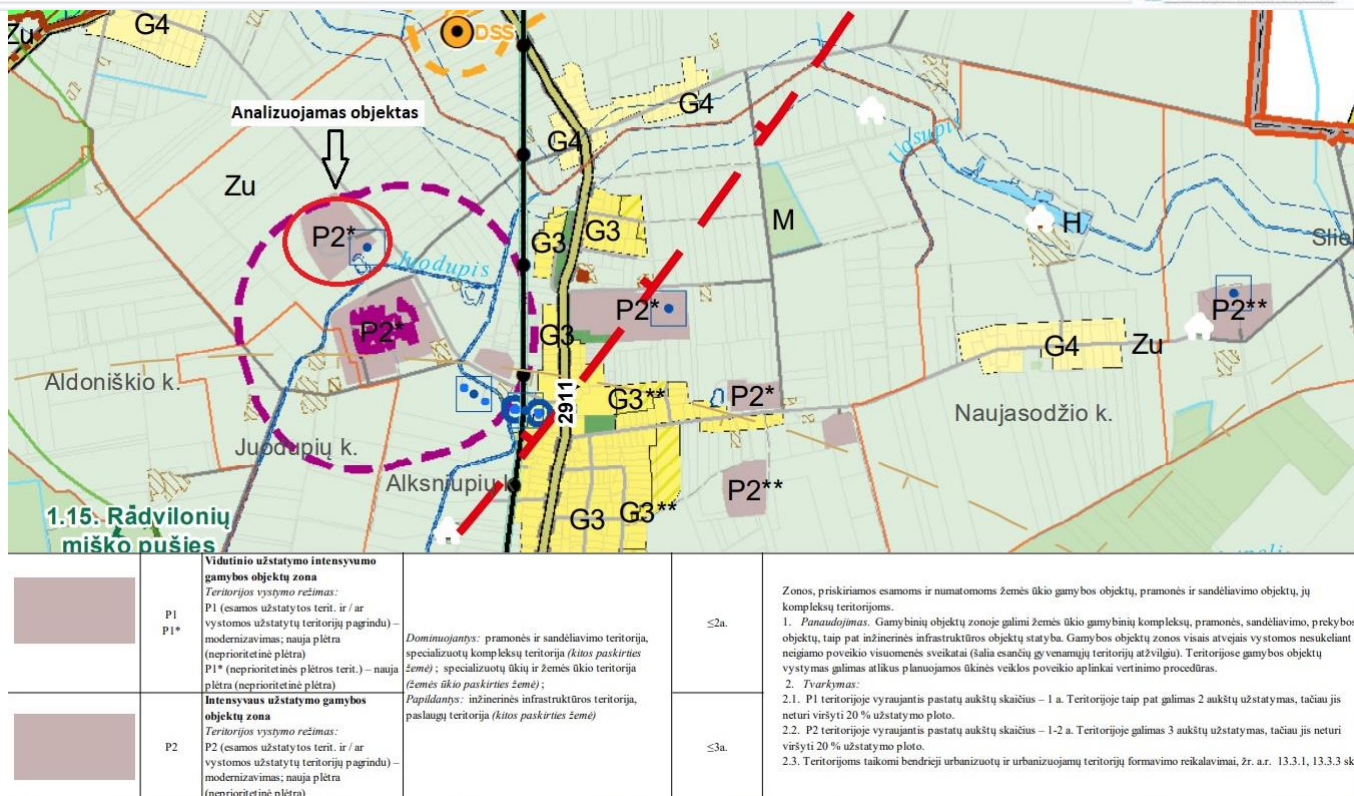 Zu
G4
DSS
Analizuojamas objektas
G4
G4
Uosupis
Zu
M
P2*
G3
G3
H
Juodupis
P2*
P2**
P2*
G3
G4
Zu
Aldoniškio k.
2911
G3**
P2*
Naujasodžio k.
Juodupių k.
Alksniupių k
P2**
1.15. Radvilonių
miško pušies
G3
G3**
P1
P1*
Vidutinio užstatymo intensyvumo
gamybos objektų zona
Teritorijos vystymo režimas:
P1 (esamos užstatytos terit. ir / ar
vystomos užstatytų teritorijų pagrindu) –
modernizavimas; nauja plėtra
(neprioritetinė plėtra)
P1* (neprioritetinės plėtros terit.) – nauja
plėtra (neprioritetinė plėtra)
P2
Intensyvaus užstatymo gamybos
objektų zona
Teritorijos vystymo režimas:
P2 (esamos užstatytos terit. ir / ar
vystomos užstatytų teritorijų pagrindu) –
modernizavimas; nauja plėtra
(neprioritetinė plėtra)
Dominuojantys: pramonės ir sandėliavimo teritorija,
specializuotų kompleksų teritorija (kitos paskirties
žemė) ; specializuotų ūkių ir žemės ūkio teritorija
(žemės ūkio paskirties žemė) ;
Papildantys: inžinerinės infrastruktūros teritorija,
paslaugų teritorija (kitos paskirties žemė)
≤2a.
≤3a.
Zonos, priskiriamos esamoms ir numatomoms žemės ūkio gamybos objektų, pramonės ir sandėliavimo objektų, jų
kompleksų teritorijoms.
1. Panaudojimas. Gamybinių objektų zonoje galimi žemės ūkio gamybinių kompleksų, pramonės, sandėliavimo, prekybos
objektų, taip pat inžinerinės infrastruktūros objektų statyba. Gamybos objektų zonos visais atvejais vystomos nesukeliant
neigiamo poveikio visuomenės sveikatai (šalia esančių gyvenamųjų teritorijų atžvilgiu). Teritorijose gamybos objektų
vystymas galimas atlikus planuojamos ūkinės veiklos poveikio aplinkai vertinimo procedūras.
2. Tvarkymas:
2.1. P1 teritorijoje vyraujantis pastatų aukštų skaičius – 1 a. Teritorijoje taip pat galimas 2 aukštų užstatymas, tačiau jis
neturi viršyti 20 % užstatymo ploto.
2.2. P2 teritorijoje vyraujantis pastatų aukštų skaičius – 1-2 a. Teritorijoje galimas 3 aukštų užstatymas, tačiau jis neturi
viršyti 20 % užstatymo ploto.
2.3. Teritorijoms taikomi bendrieji urbanizuotų ir urbanizuojamų teritorijų formavimo reikalavimai, žr. a.r. 13.3.1, 13.3.3 sk